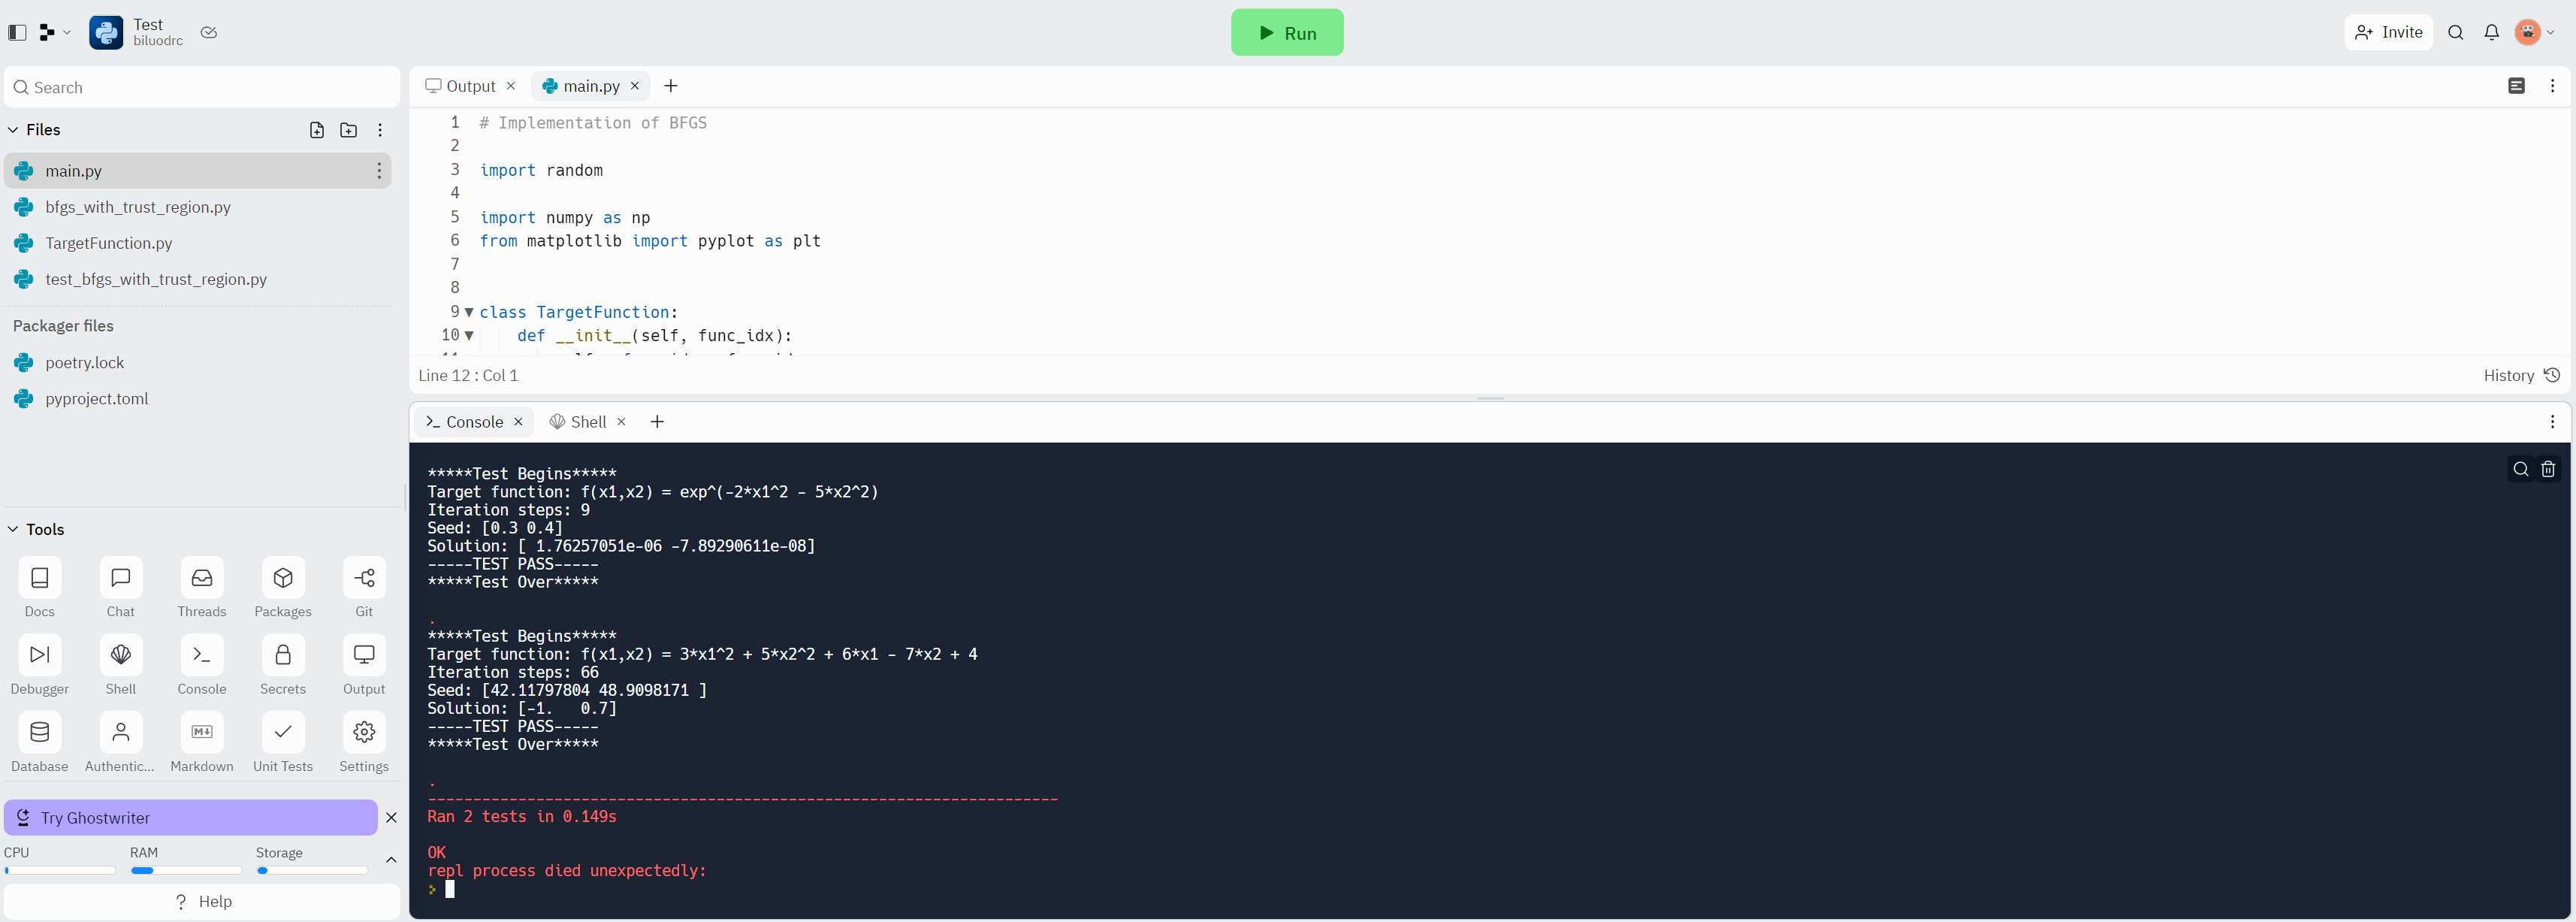 Test
biluodrc
Run
Invite
Search
Files
main.py
bfgs_with_trust_region.py
TargetFunction.py
test_bfgs_with_trust_region.py
Packager files
poetry.lock
pyproject.toml
Tools
Docs
Chat
Threads
Packages
Git
Debugger
Shell
Console
Secrets
Output
Database
Authentic...
Markdown
Unit Tests
Settings
Try Ghostwriter
CPU
RAM
Storage
? Help
Output
main.py
1 # Implementation of BFGS
2
3 import random
4
5 import numpy as np
6 from matplotlib import pyplot as plt
7
8
9 class TargetFunction:
10 def __init__(self, func_idx):
Line 12 : Col 1
History
Console
Shell
*****Test Begins*****
Target function: f(x1,x2) = exp^(-2*x1^2 - 5*x2^2)
Iteration steps: 9
Seed: [0.3 0.4]
Solution: [ 1.76257051e-06 -7.89290611e-08]
-----TEST PASS-----
*****Test Over*****
.
*****Test Begins*****
Target function: f(x1,x2) = 3*x1^2 + 5*x2^2 + 6*x1 - 7*x2 + 4
Iteration steps: 66
Seed: [42.11797804 48.9098171 ]
Solution: [-1.   0.7]
-----TEST PASS-----
*****Test Over*****
.
----------------------------------------------------------------------
Ran 2 tests in 0.149s
OK
repl process died unexpectedly:
>